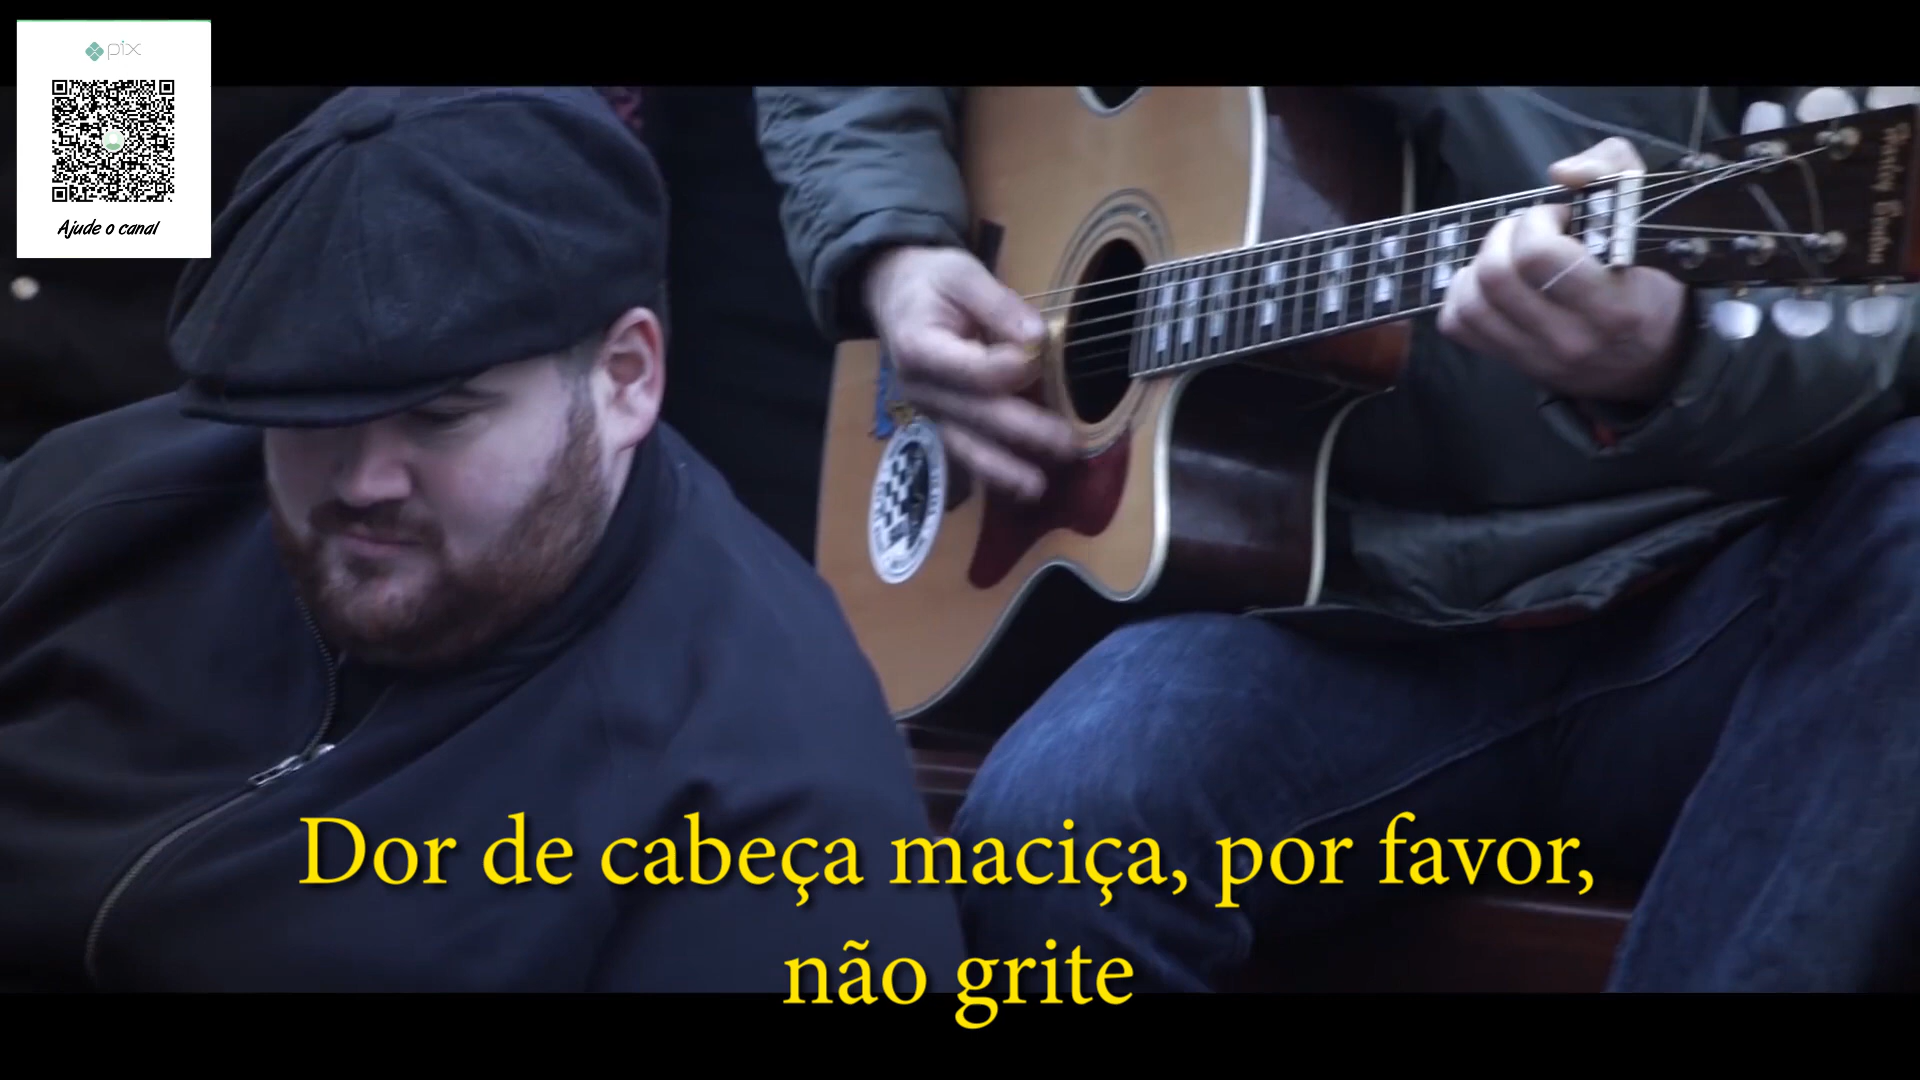 pix
Ajude o canal
Dor de cabeça maciça, por favor,
não grite